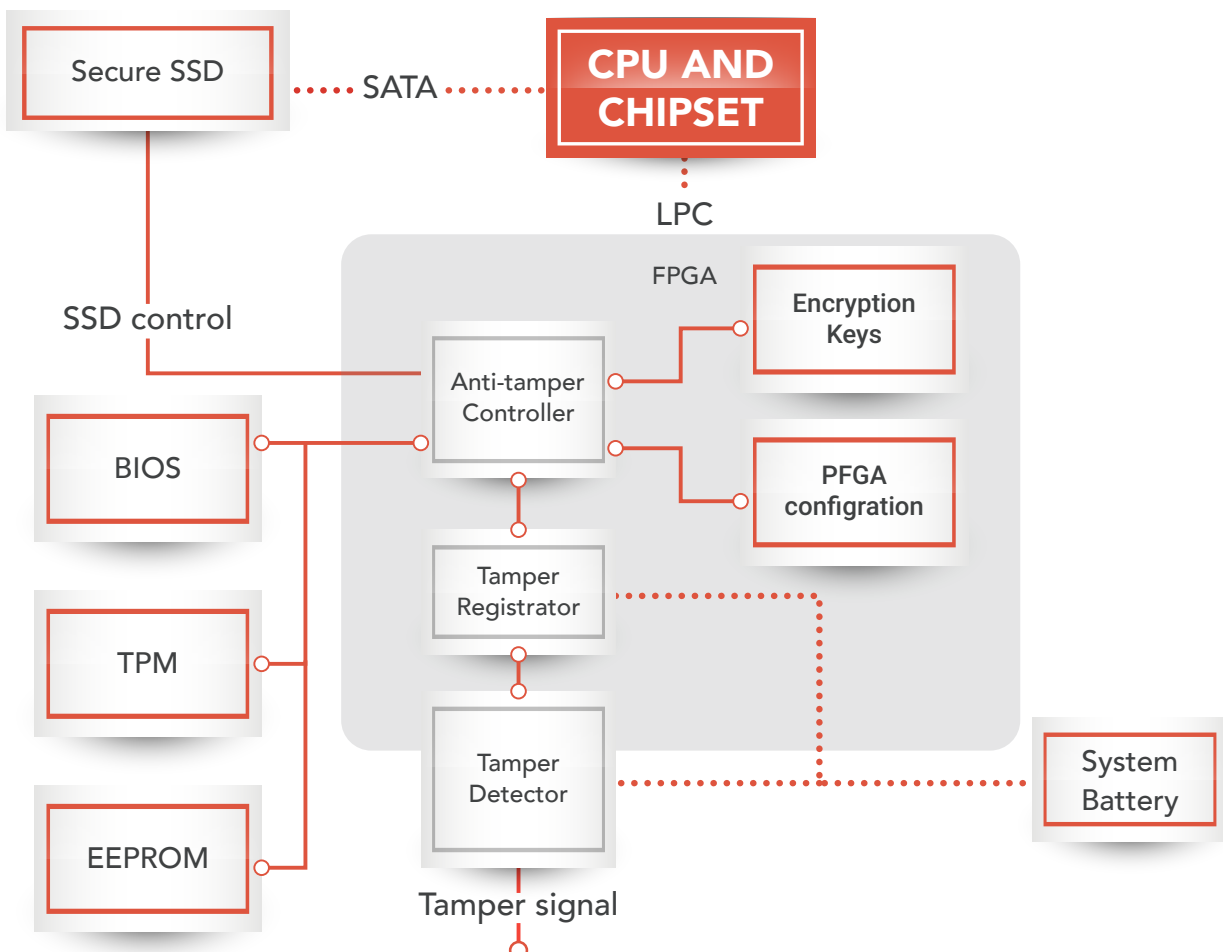 Secure SSD
SATA
CPU AND
CHIPSET
LPC
FPGA
Encryption
Keys
SSD control
Anti-tamper
Controller
BIOS
PFGA
configration
Tamper
Registrator
TPM
Tamper
Detector
System
Battery
EEPROM
Tamper signal